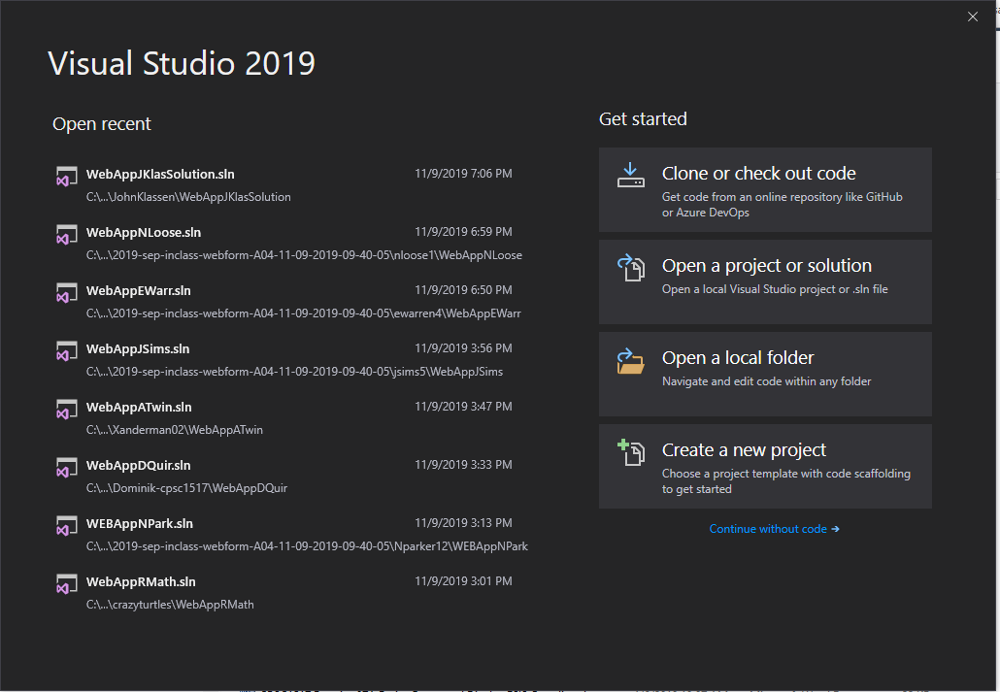 Visual Studio 2019
Open recent
WebAppJKlasSolution.sln 11/9/2019 7:06 PM
C:\...\JohnKlassen\WebAppJKlasSolution
WebAppNLoose.sln 11/9/2019 6:59 PM
C:\...\2019-sep-inclass-webform-A04-11-09-2019-09-40-05\nloose1\WebAppNLoose
WebAppEWarr.sln 11/9/2019 6:50 PM
C:\...\2019-sep-inclass-webform-A04-11-09-2019-09-40-05\ewarren4\WebAppEWarr
WebAppJSims.sln 11/9/2019 3:56 PM
C:\...\2019-sep-inclass-webform-A04-11-09-2019-09-40-05\jsims5\WebAppJSims
WebAppATwin.sln 11/9/2019 3:47 PM
C:\...\Xanderman02\WebAppATwin
WebAppDQuir.sln 11/9/2019 3:33 PM
C:\...\Dominik-cpsc1517\WebAppDQuir
WEBAppNPark.sln 11/9/2019 3:13 PM
C:\...\2019-sep-inclass-webform-A04-11-09-2019-09-40-05\Nparker12\WEBAppNPark
WebAppRMath.sln 11/9/2019 3:01 PM
C:\...\crazyturtles\WebAppRMath
Get started
Clone or check out code
Get code from an online repository like GitHub
or Azure DevOps
Open a project or solution
Open a local Visual Studio project or .sln file
Open a local folder
Navigate and edit code within any folder
Create a new project
Choose a project template with code scaffolding
to get started
Continue without code →